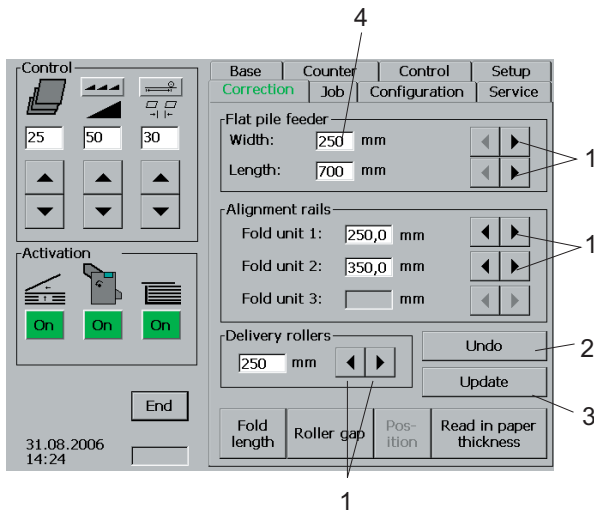 4
Control
25 50 30
Activation
On On On
End
31.08.2006
14:24
Base Counter Control Setup
Correction Job Configuration Service
Flat pile feeder
Width: 250 mm
Length: 700 mm
1
Alignment rails
Fold unit 1: 250,0 mm
Fold unit 2: 350,0 mm
Fold unit 3: mm
1
Delivery rollers
250 mm
Undo
2
Update
3
Fold
length
Roller gap
Pos-
ition
Read in paper
thickness
1